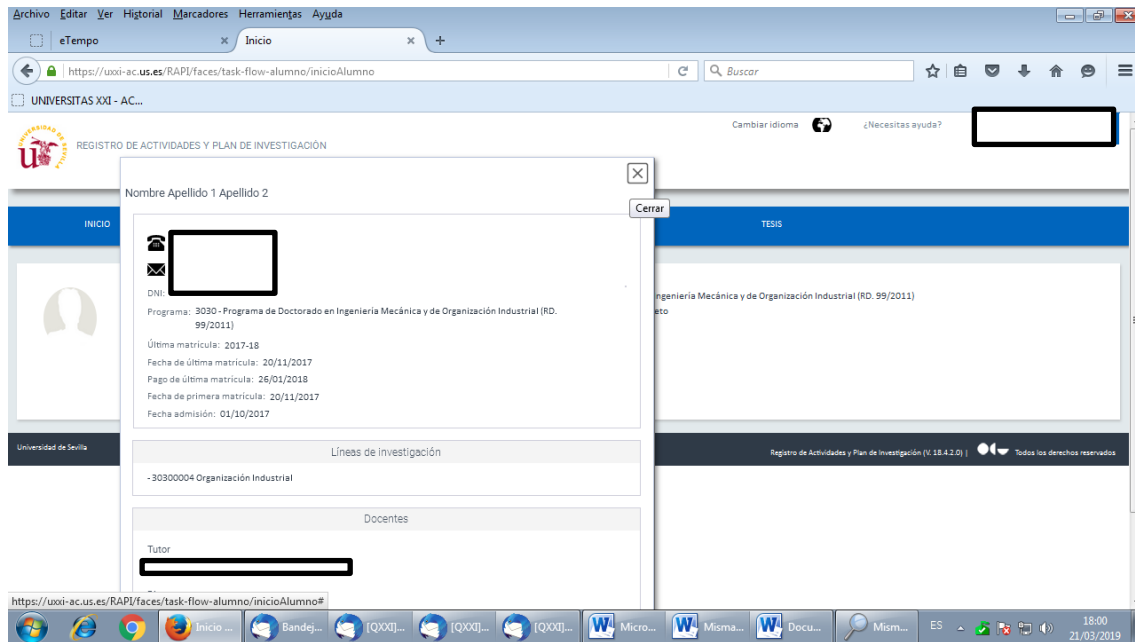 Archivo Editar Ver Historial Marcadores Herramientas Ayuda
eTempo
Inicio
https://uxxi-ac.us.es/RAPI/faces/task-flow-alumno/inicioAlumno
Buscar
UNIVERSITAS XXI - AC...
Cambiar idioma
¿Necesitas ayuda?
REGISTRO DE ACTIVIDADES Y PLAN DE INVESTIGACIÓN
Nombre Apellido 1 Apellido 2
Cerrar
INICIO
TESIS
DNI:
Programa: 3030 - Programa de Doctorado en Ingeniería Mecánica y de Organización Industrial (RD.
99/2011)
Última matrícula: 2017-18
Fecha de última matrícula: 20/11/2017
Pago de última matrícula: 26/01/2018
Fecha de primera matrícula: 20/11/2017
Fecha admisión: 01/10/2017
ngeniería Mecánica y de Organización Industrial (RD. 99/2011)
eto
Universidad de Sevilla
Registro de Actividades y Plan de Investigación (V. 18.4.2.0) |
Todos los derechos reservados
Líneas de investigación
- 30300004 Organización Industrial
Docentes
Tutor
https://uxxi-ac.us.es/RAPI/faces/task-flow-alumno/inicioAlumno#
Inicio ...
Bandej...
[QXXI]...
[QXXI]...
[QXXI]...
Micro...
Misma...
Docu...
Mism...
ES
18:00
21/03/2019